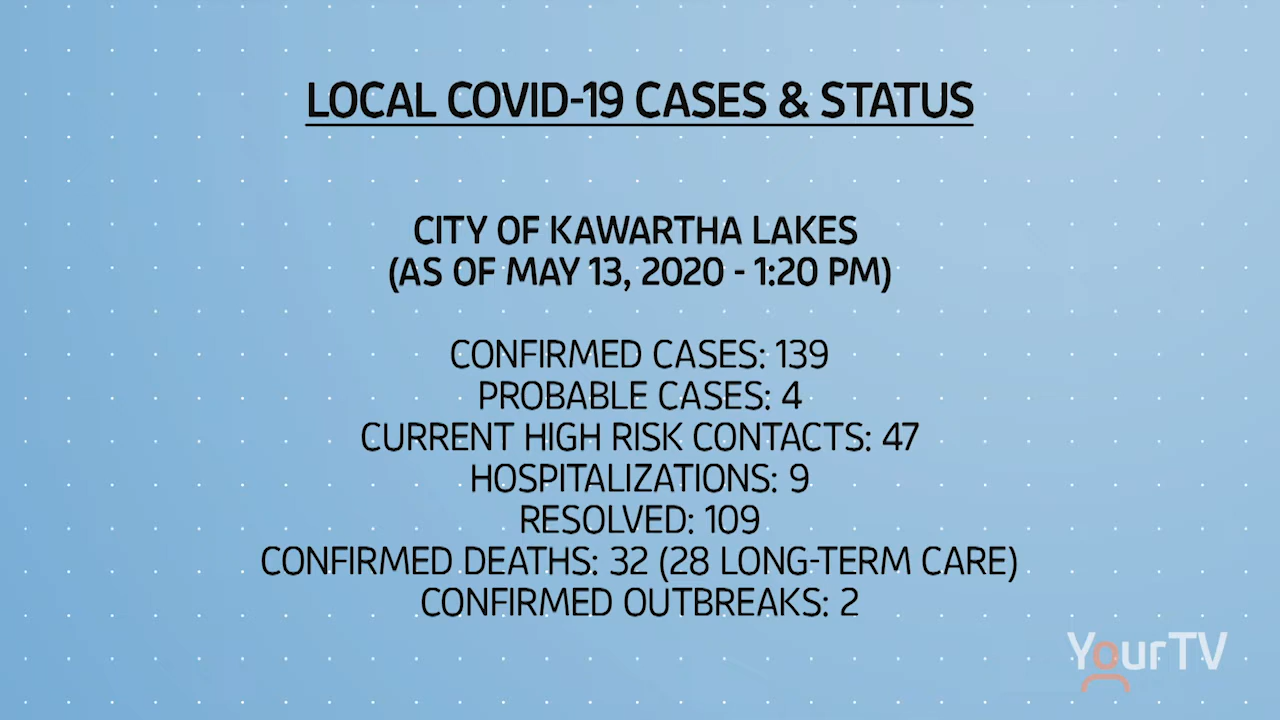 LOCAL COVID-19 CASES & STATUS
CITY OF KAWARTHA LAKES
(AS OF MAY 13, 2020 - 1:20 PM)
CONFIRMED CASES: 139
PROBABLE CASES: 4
CURRENT HIGH RISK CONTACTS: 47
HOSPITALIZATIONS: 9
RESOLVED: 109
CONFIRMED DEATHS: 32 (28 LONG-TERM CARE)
CONFIRMED OUTBREAKS: 2
YourTV